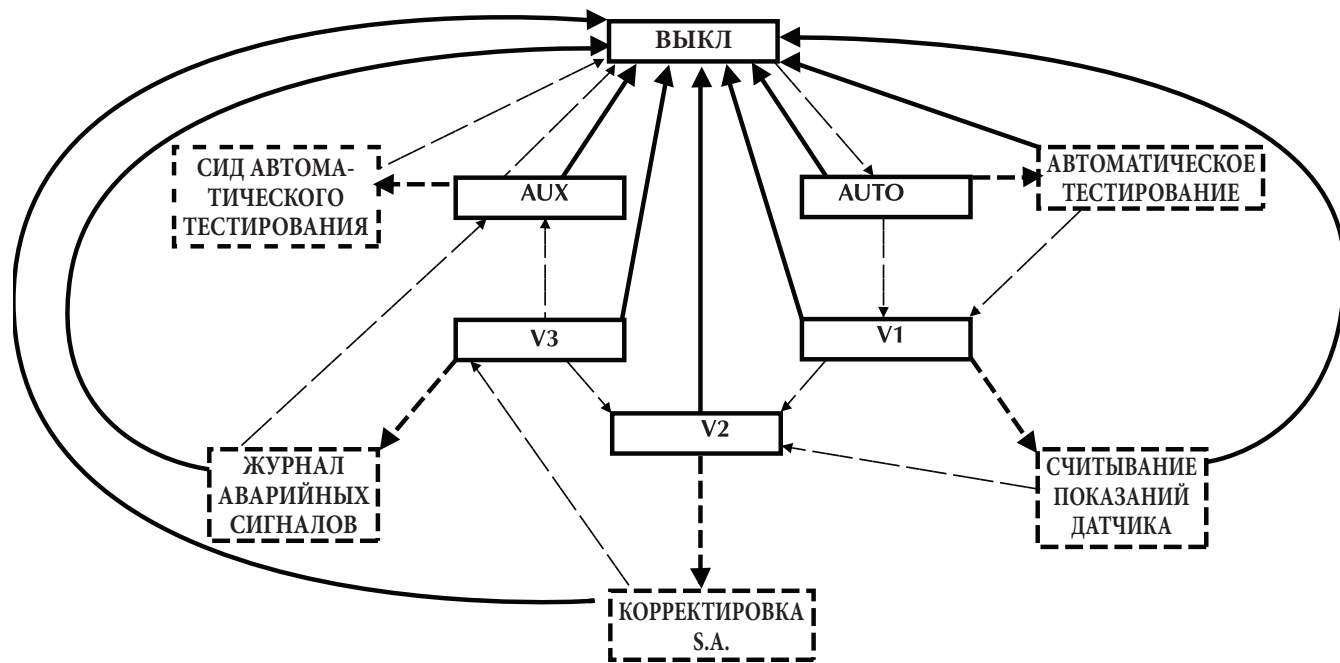 ВЫКЛ
СИД АВТОМА-
ТИЧЕСКОГО
ТЕСТИРОВАНИЯ
AUX
AUTO
АВТОМАТИЧЕСКОЕ
ТЕСТИРОВАНИЕ
V3
V1
V2
ЖУРНАЛ
АВАРИЙНЫХ
СИГНАЛОВ
СЧИТЫВАНИЕ
ПОКАЗАНИЙ
ДАТЧИКА
КОРРЕКТИРОВКА
S.A.